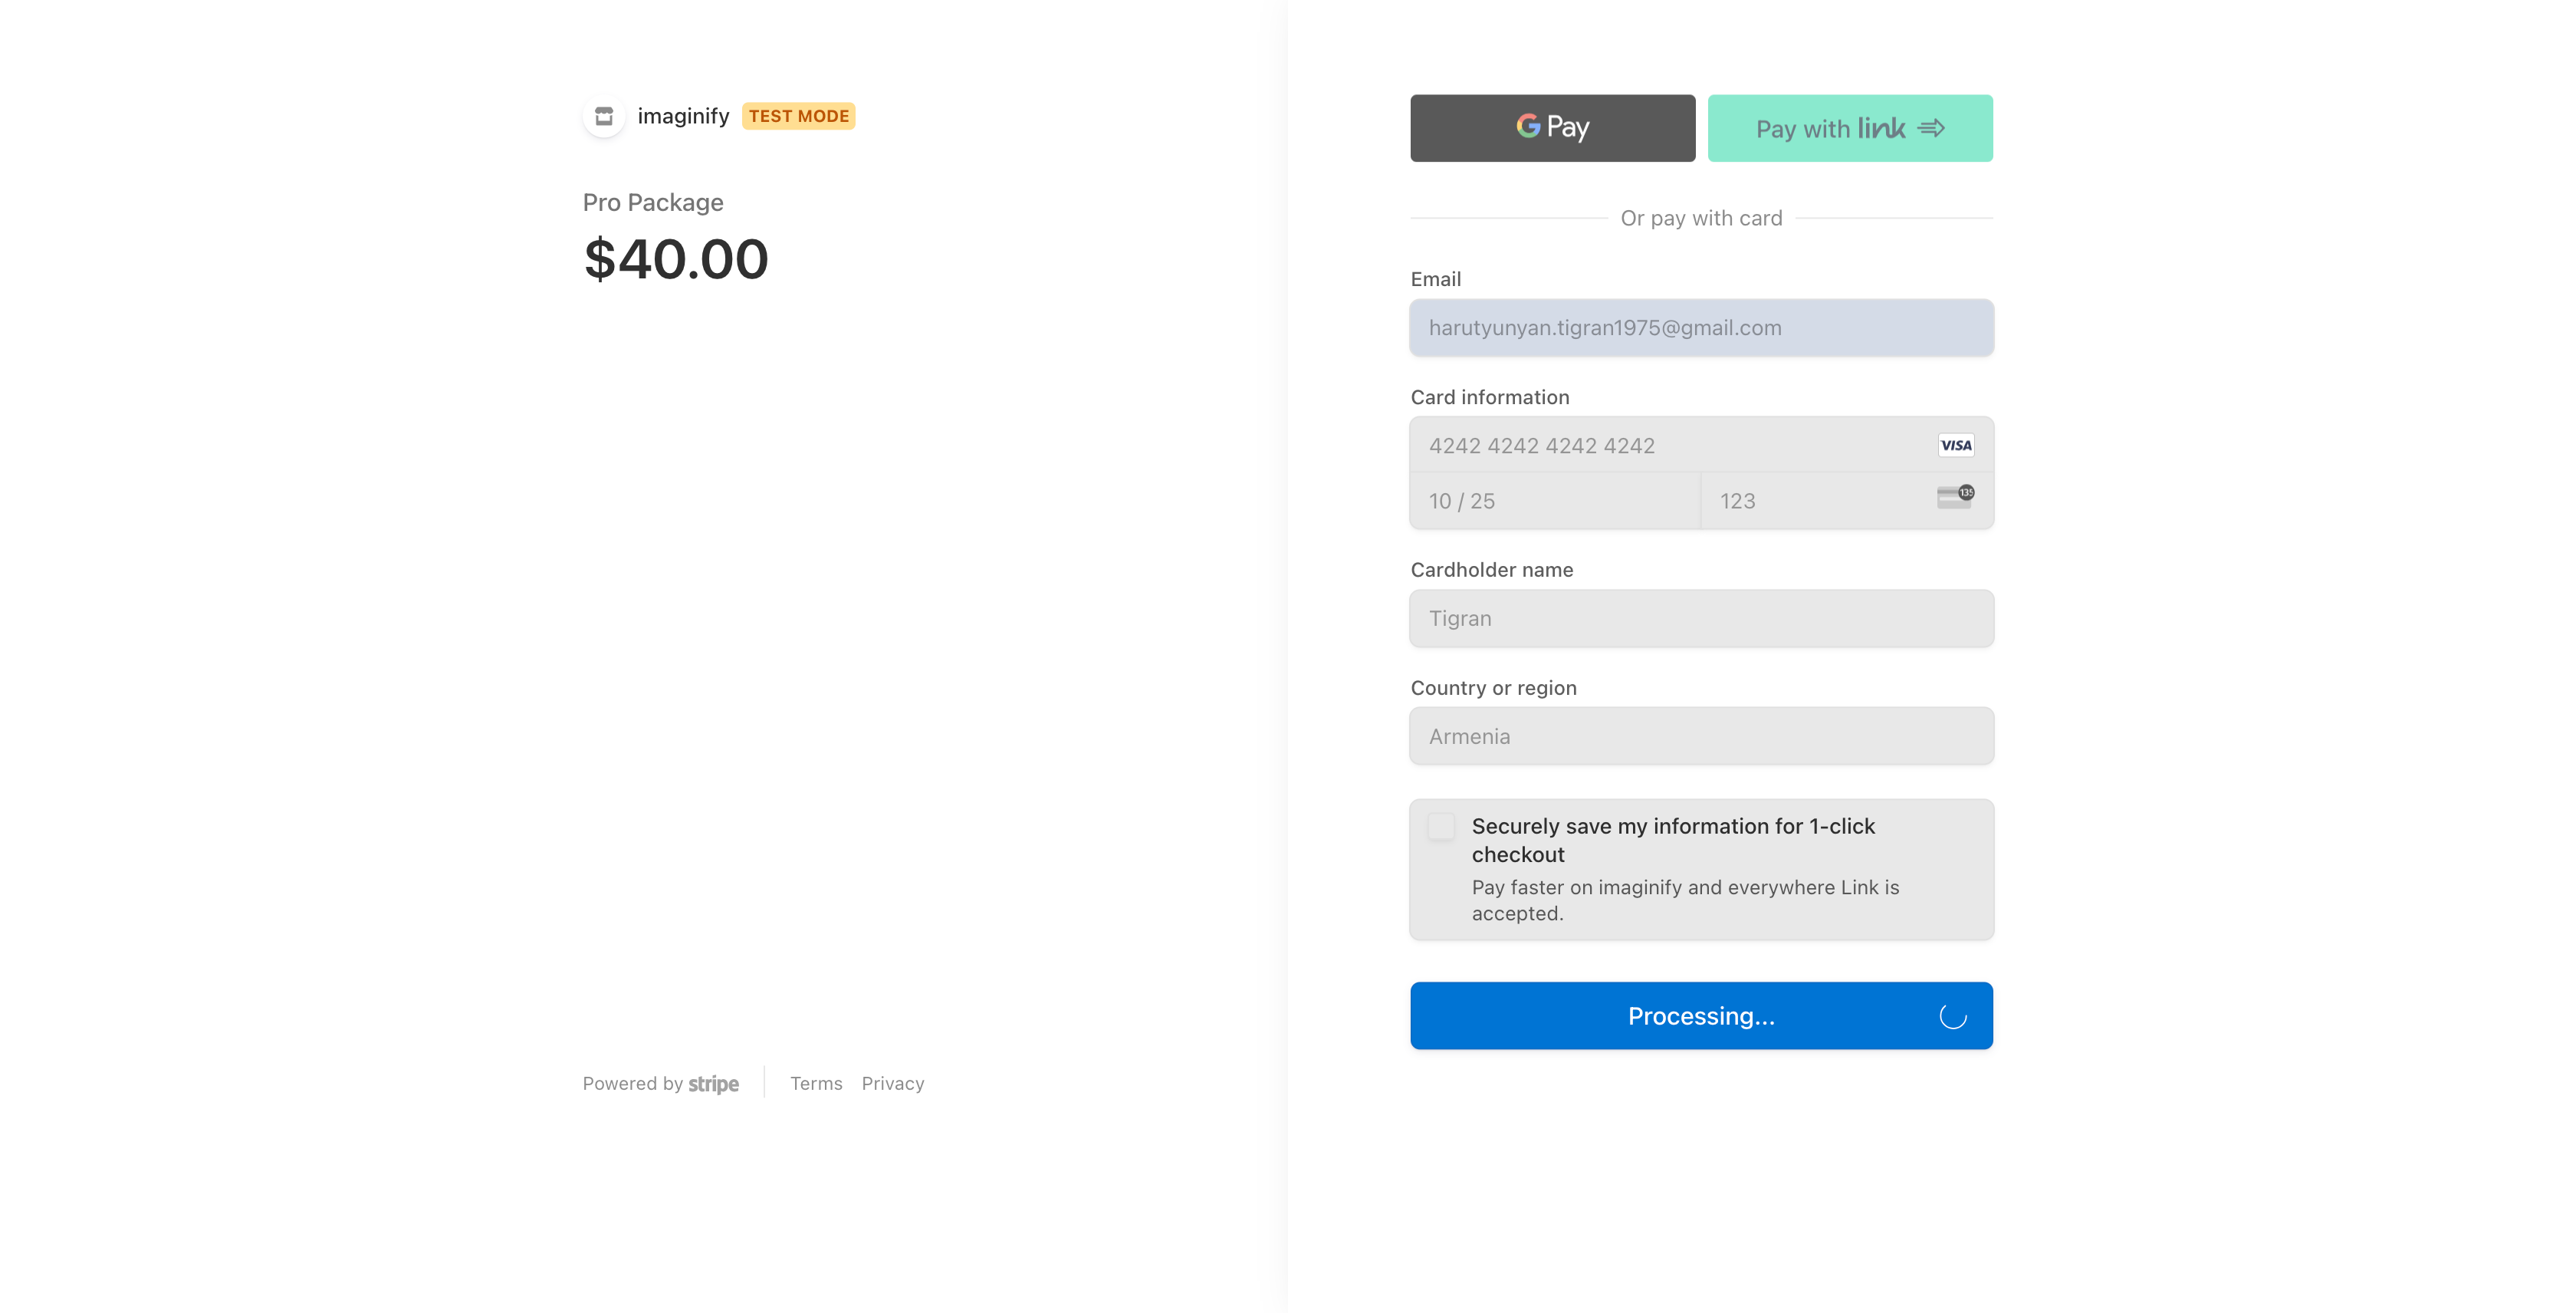 imaginify TEST MODE
Pro Package
$40.00
Powered by stripe
Terms Privacy
G Pay
Pay with link
Or pay with card
Email
harutyunyan.tigran1975@gmail.com
Card information
4242 4242 4242 4242 VISA
10 / 25
123 135
Cardholder name
Tigran
Country or region
Armenia
Securely save my information for 1-click
checkout
Pay faster on imaginify and everywhere Link is
accepted.
Processing...